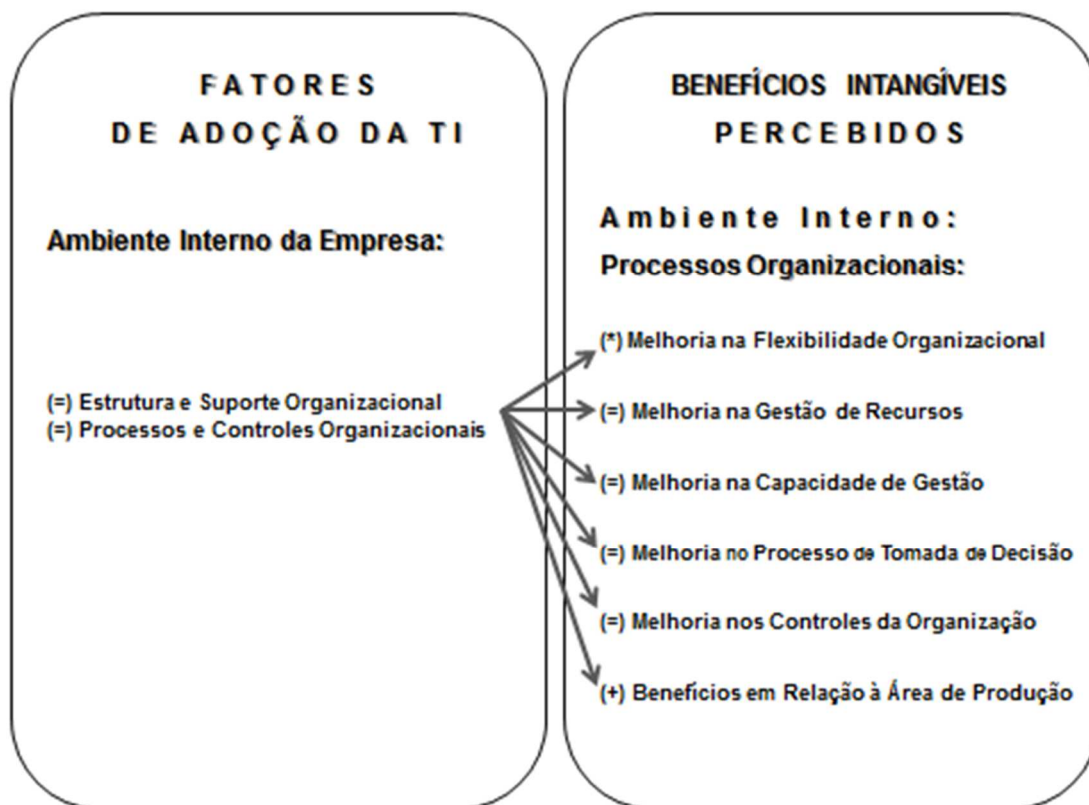 FATORES
DE ADOÇÃO DA TI
Ambiente Interno da Empresa:
(=) Estrutura e Suporte Organizacional
(=) Processos e Controles Organizacionais
BENEFÍCIOS INTANGÍVEIS
PERCEBIDOS
Ambiente Interno:
Processos Organizacionais:
(*) Melhoria na Flexibilidade Organizacional
(=) Melhoria na Gestão de Recursos
(=) Melhoria na Capacidade de Gestão
(=) Melhoria no Processo de Tomada de Decisão
(=) Melhoria nos Controles da Organização
(+) Benefícios em Relação à Área de Produção